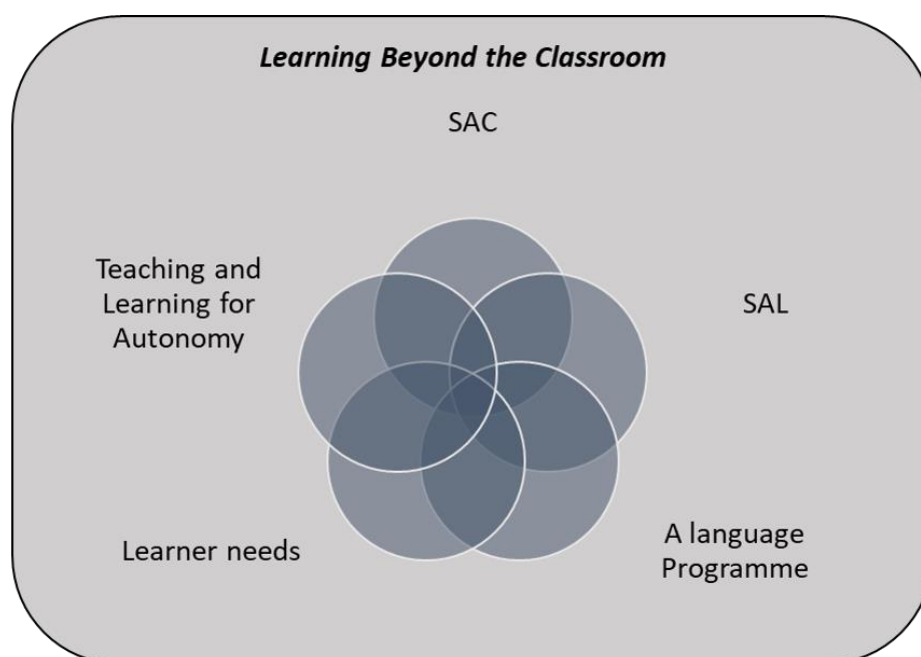 Learning Beyond the Classroom
SAC
Teaching and
Learning for
Autonomy
SAL
Learner needs
A language
Programme